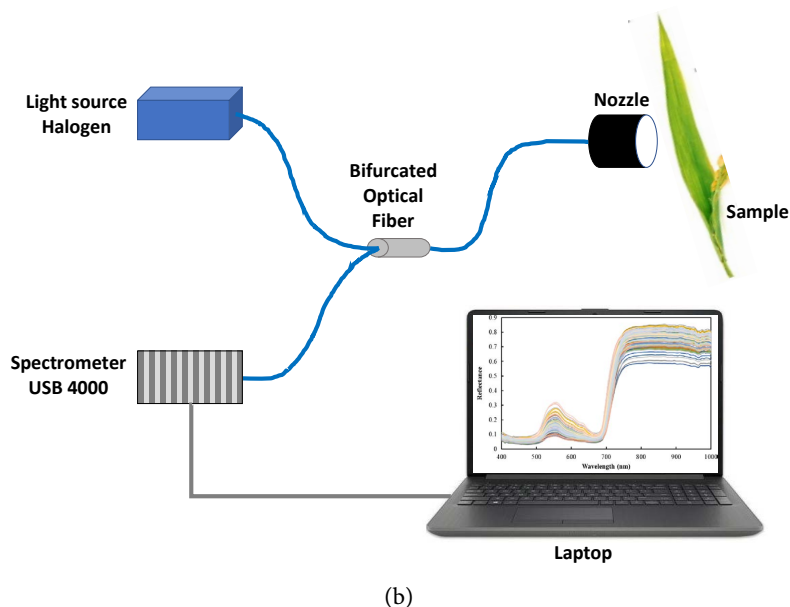 Light source
Halogen
Nozzle
Bifurcated
Optical
Fiber
Sample
Spectrometer
USB 4000
0.9
0.8
0.7
0.6
0.5
0.4
0.3
0.2
0.1
0
Reflectance
400 500 600 700 800 900 1000
Wavelength (nm)
Laptop
(b)